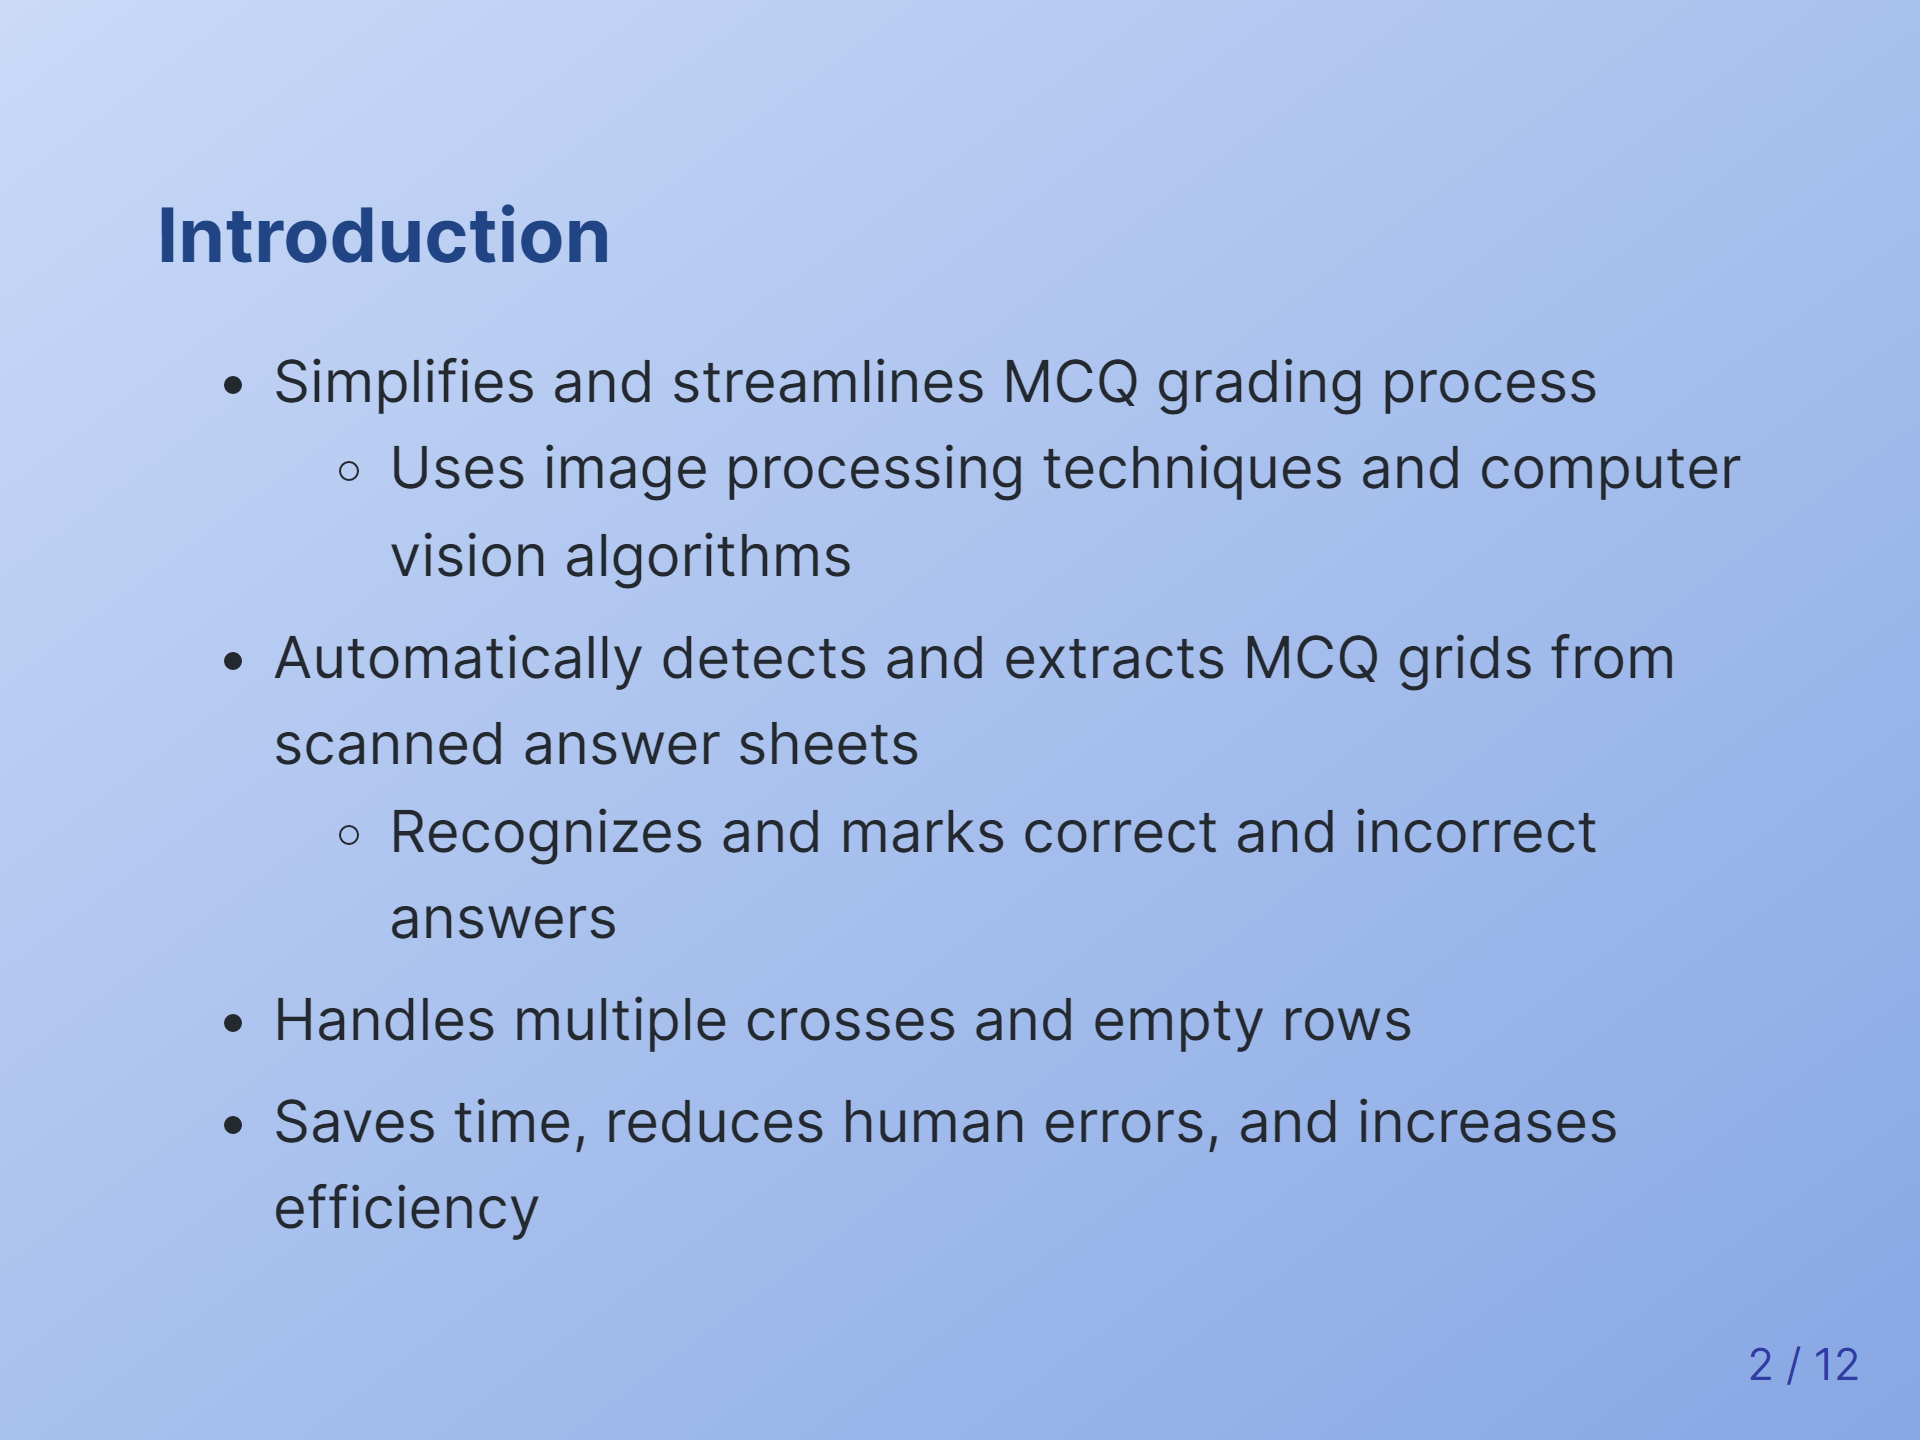 Introduction
• Simplifies and streamlines MCQ grading process
◦ Uses image processing techniques and computer
vision algorithms
• Automatically detects and extracts MCQ grids from
scanned answer sheets
◦ Recognizes and marks correct and incorrect
answers
• Handles multiple crosses and empty rows
• Saves time, reduces human errors, and increases
efficiency
2 / 12